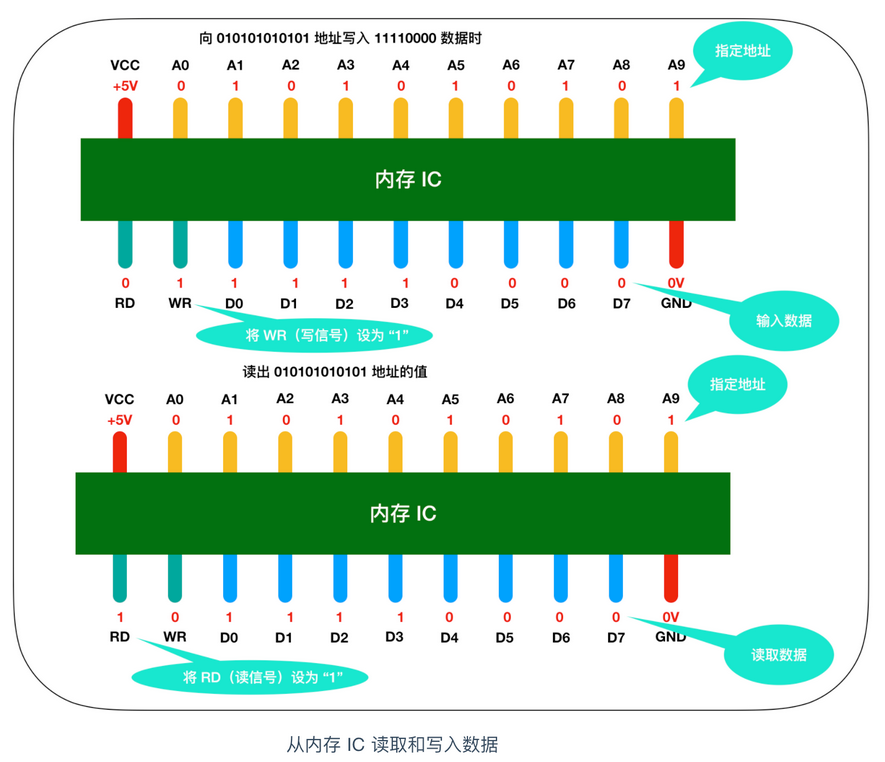 向 010101010101 地址写入 11110000 数据时
指定地址
VCC A0 A1 A2 A3 A4 A5 A6 A7 A8 A9
+5V 0 1 0 1 0 1 0 1 0 1
内存 IC
0 1 1 1 1 1 0 0 0 0 0V
RD WR D0 D1 D2 D3 D4 D5 D6 D7 GND
将 WR（写信号）设为 “1”
输入数据
读出 010101010101 地址的值
指定地址
VCC A0 A1 A2 A3 A4 A5 A6 A7 A8 A9
+5V 0 1 0 1 0 1 0 1 0 1
内存 IC
1 0 1 1 1 1 0 0 0 0 0V
RD WR D0 D1 D2 D3 D4 D5 D6 D7 GND
读取数据
将 RD（读信号）设为 “1”
从内存 IC 读取和写入数据